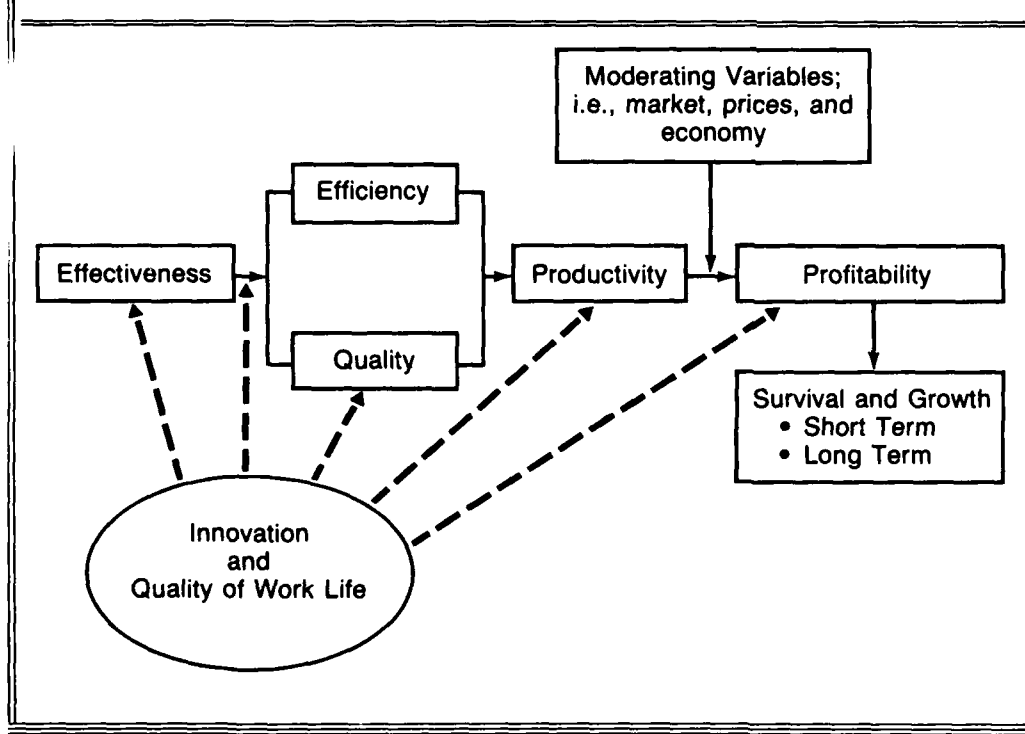 Moderating Variables;
i.e., market, prices, and
economy
Efficiency
Effectiveness
Productivity
Profitability
Quality
Survival and Growth
• Short Term
• Long Term
Innovation
and
Quality of Work Life